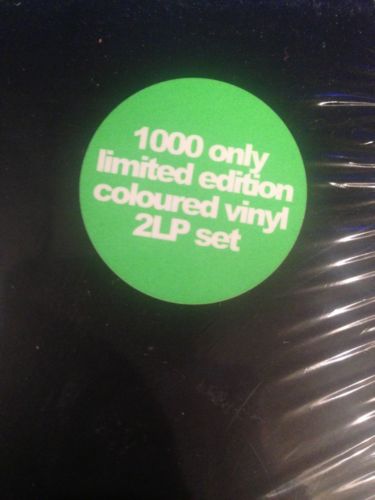 1000 only
limited edition
coloured vinyl
2LP set